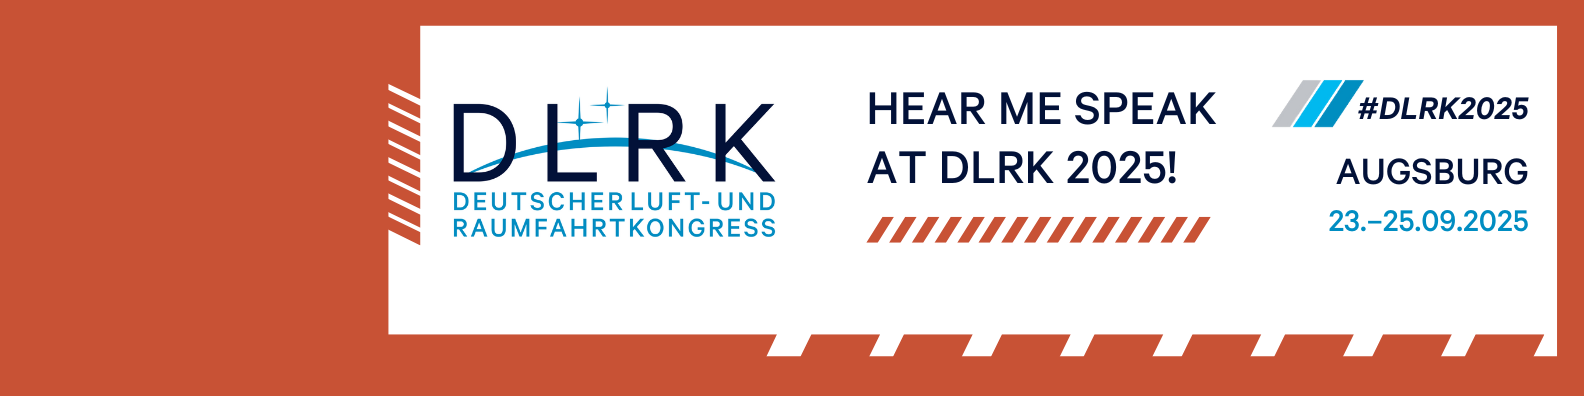 DLRK
DEUTSCHER LUFT- UND
RAUMFAHRTKONGRESS
HEAR ME SPEAK
AT DLRK 2025!
#DLRK2025
AUGSBURG
23.–25.09.2025